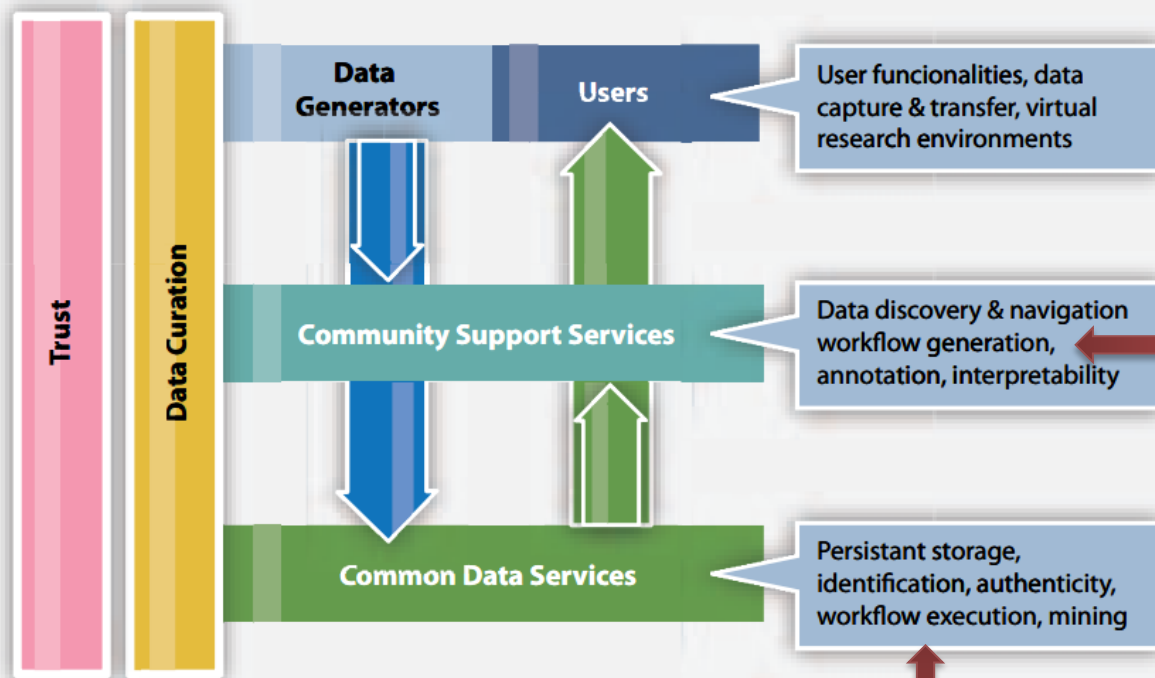 Trust
Data Curation
Data
Generators
Users
User funcionalities, data
capture & transfer, virtual
research environments
Community Support Services
Data discovery & navigation
workflow generation,
annotation, interpretability
Common Data Services
Persistant storage,
identification, authenticity,
workflow execution, mining